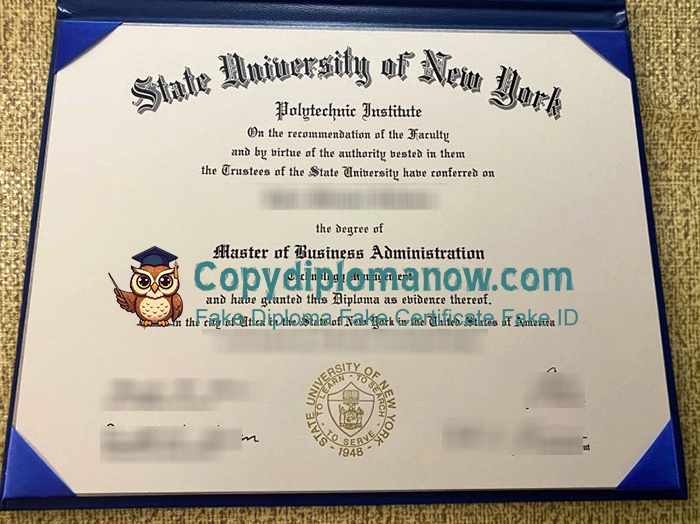 State University of New York
Polytechnic Institute
On the recommendation of the Faculty
and by virtue of the authority vested in them
the Trustees of the State University have conferred on
the degree of
Master of Business Administration
Technology Management
Copydiplomanow.com
and have granted this Diploma as evidence thereof.
in the city of Utica in the State of New York in the United States of America
Fake Diploma Fake Certificate Fake ID
STATE UNIVERSITY OF NEW YORK
TO LEARN · TO SEARCH
· TO SERVE ·
· 1948 ·